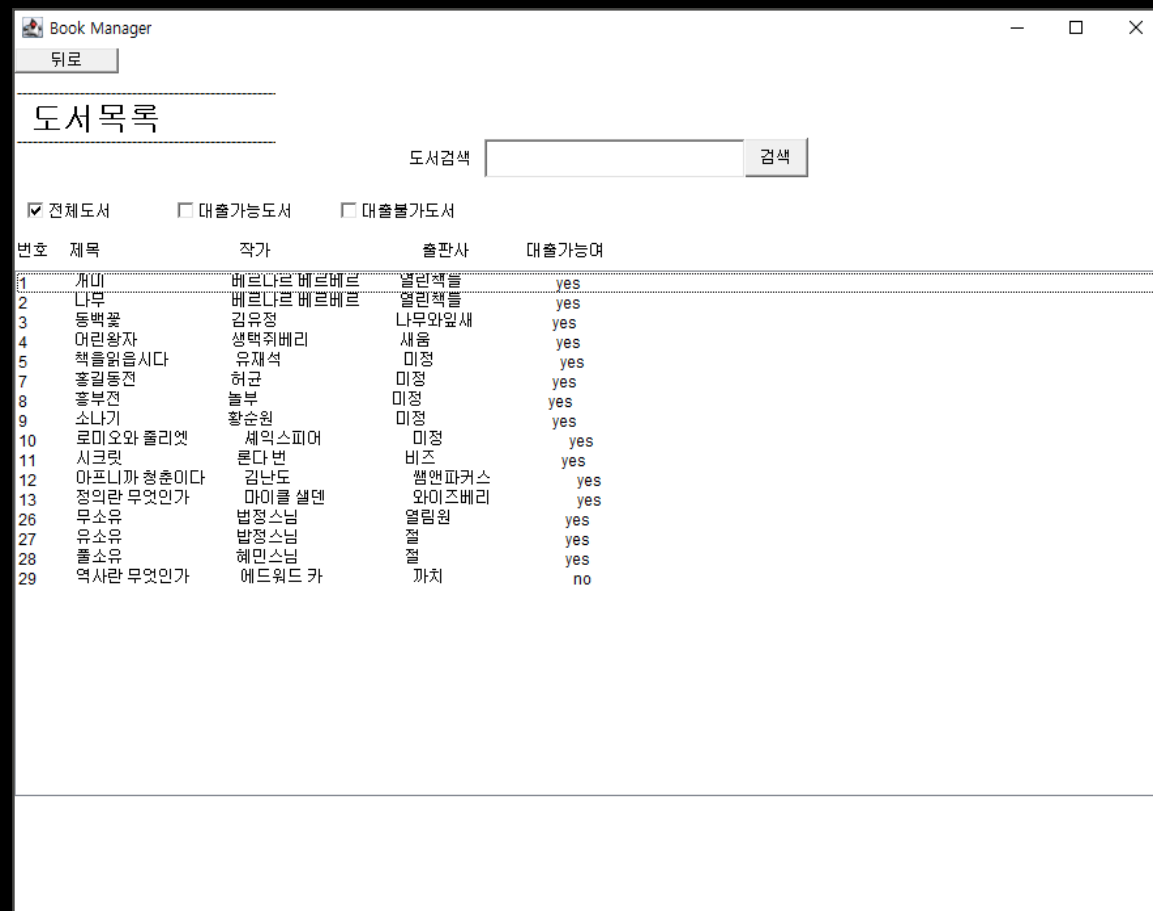 Book Manager
뒤로
도서목록
도서검색 검색
전체도서 대출가능도서 대출불가도서
번호 제목 작가 출판사 대출가능여
1 개미 베르나르 베르베르 열린책들 yes
2 나무 베르나르 베르베르 열린책들 yes
3 동백꽃 김유정 나무와잎새 yes
4 어린왕자 생택쥐베리 새움 yes
5 책을읽읍시다 유재석 미정 yes
7 홍길동전 허균 미정 yes
8 흥부전 놀부 미정 yes
9 소나기 황순원 미정 yes
10 로미오와 줄리엣 셰익스피어 미정 yes
11 시크릿 론다 번 비즈 yes
12 아프니까 청춘이다 김난도 쌤앤파커스 yes
13 정의란 무엇인가 마이클 샐덴 와이즈베리 yes
26 무소유 법정스님 열림원 yes
27 유소유 밥정스님 절 yes
28 풀소유 혜민스님 절 yes
29 역사란 무엇인가 에드워드 카 까치 no